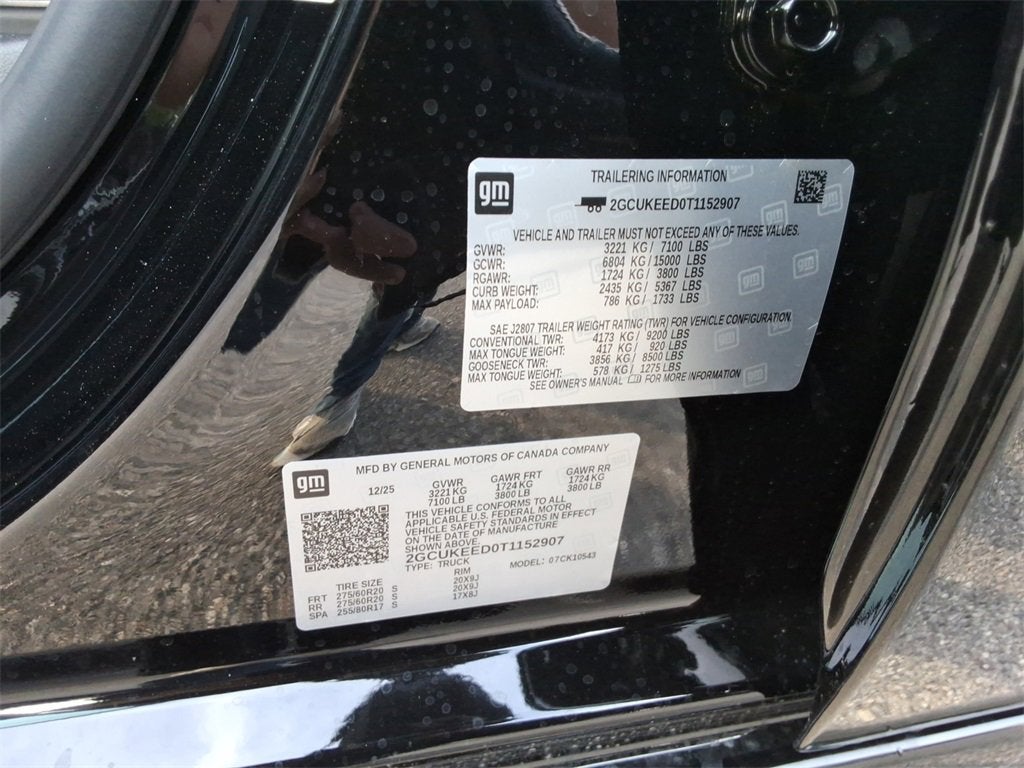 gm
TRAILERING INFORMATION
2GCUKEED0T1152907
VEHICLE AND TRAILER MUST NOT EXCEED ANY OF THESE VALUES.
GVWR: 3221 KG / 7100 LBS
GCWR: 6804 KG / 15000 LBS
RGAWR: 1724 KG / 3800 LBS
CURB WEIGHT: 2435 KG / 5367 LBS
MAX PAYLOAD: 786 KG / 1733 LBS
SAE J2807 TRAILER WEIGHT RATING (TWR) FOR VEHICLE CONFIGURATION.
CONVENTIONAL TWR: 4173 KG / 9200 LBS
MAX TONGUE WEIGHT: 417 KG / 920 LBS
GOOSENECK TWR: 3856 KG / 8500 LBS
MAX TONGUE WEIGHT: 578 KG / 1275 LBS
SEE OWNER'S MANUAL FOR MORE INFORMATION
gm
MFD BY GENERAL MOTORS OF CANADA COMPANY
12/25 GVWR GAWR FRT GAWR RR
3221 KG 1724 KG 1724 KG
7100 LB 3800 LB 3800 LB
THIS VEHICLE CONFORMS TO ALL
APPLICABLE U.S. FEDERAL MOTOR
VEHICLE SAFETY STANDARDS IN EFFECT
ON THE DATE OF MANUFACTURE
SHOWN ABOVE.
2GCUKEED0T1152907
TYPE: TRUCK MODEL: 07CK10543
TIRE SIZE RIM
FRT 275/60R20 S 20X9J
RR 275/60R20 S 20X9J
SPA 255/80R17 S 17X8J